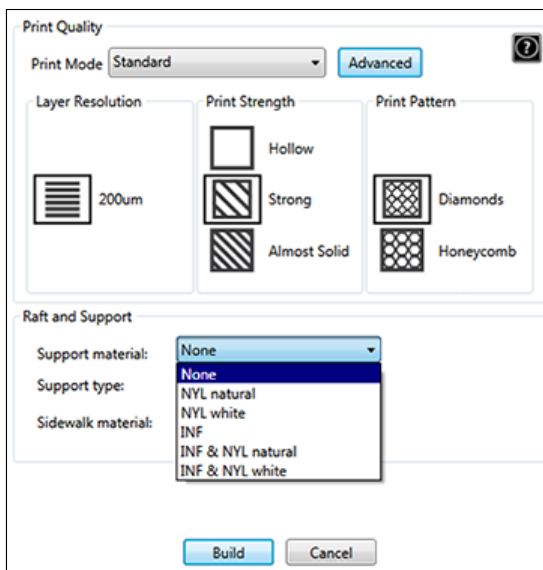 Print Quality
?
Print Mode Standard Advanced
Layer Resolution Print Strength Print Pattern
Hollow
200um Strong Diamonds
Almost Solid Honeycomb
Raft and Support
Support material: None
None
Support type: NYL natural
NYL white
Sidewalk material: INF
INF & NYL natural
INF & NYL white
Build Cancel